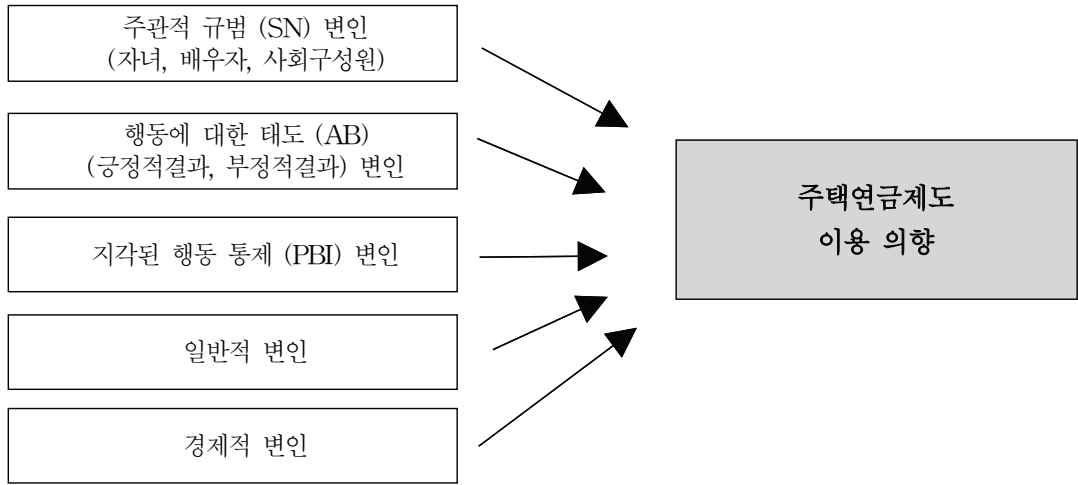 주관적 규범 (SN) 변인
(자녀, 배우자, 사회구성원)
행동에 대한 태도 (AB)
(긍정적결과, 부정적결과) 변인
지각된 행동 통제 (PBI) 변인
일반적 변인
경제적 변인
주택연금제도
이용 의향